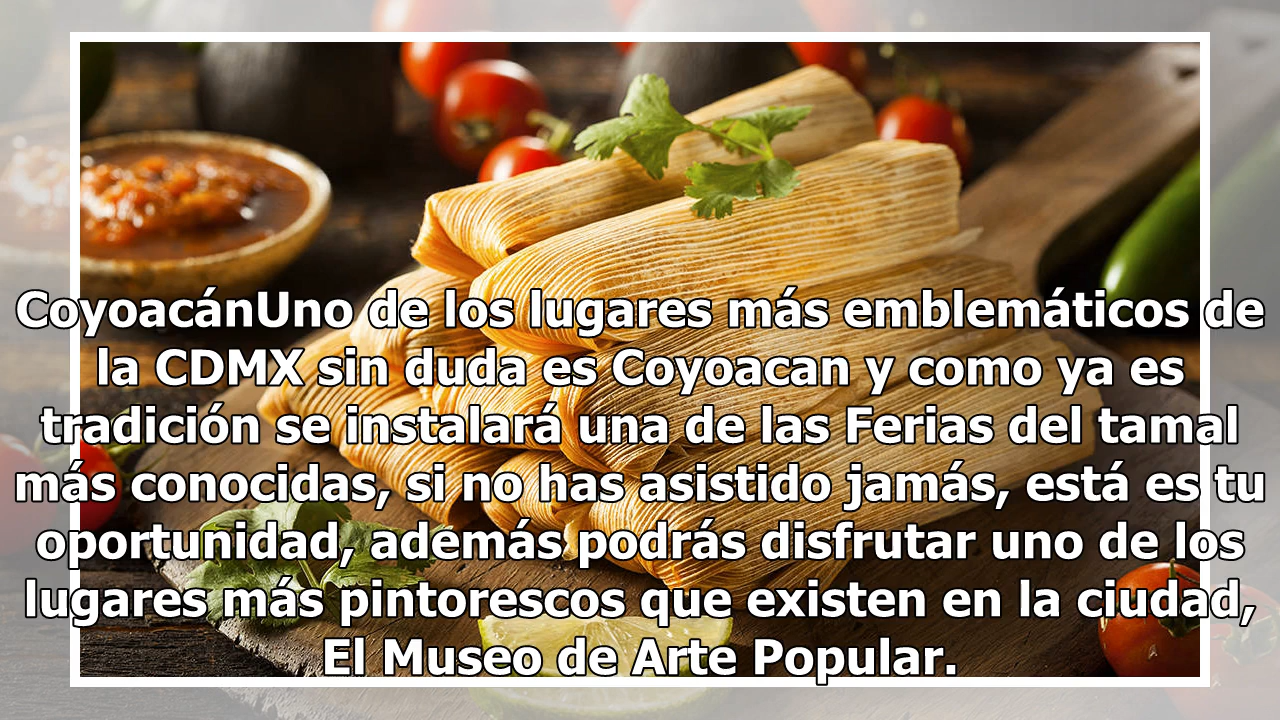 CoyoacánUno de los lugares más emblemáticos de
la CDMX sin duda es Coyoacan y como ya es
tradición se instalará una de las Ferias del tamal
más conocidas, si no has asistido jamás, está es tu
oportunidad, además podrás disfrutar uno de los
lugares más pintorescos que existen en la ciudad,
El Museo de Arte Popular.